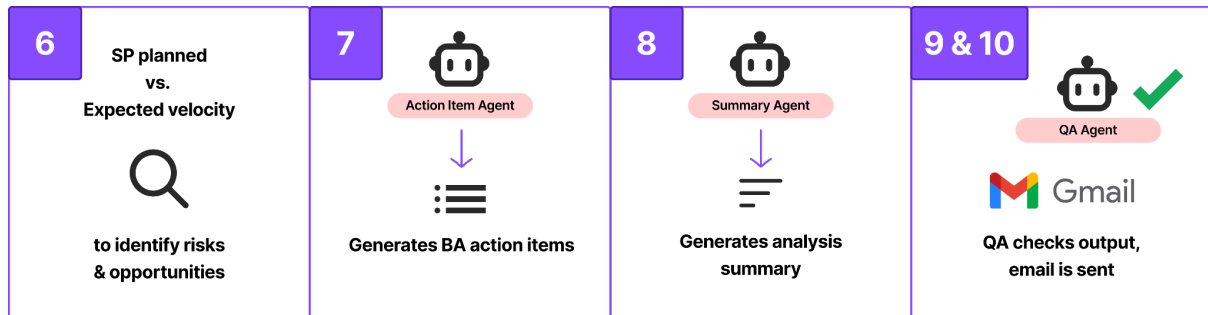 6
SP planned
vs.
Expected velocity
to identify risks
& opportunities
7
Action Item Agent
Generates BA action items
8
Summary Agent
Generates analysis
summary
9 & 10
QA Agent
Gmail
QA checks output,
email is sent